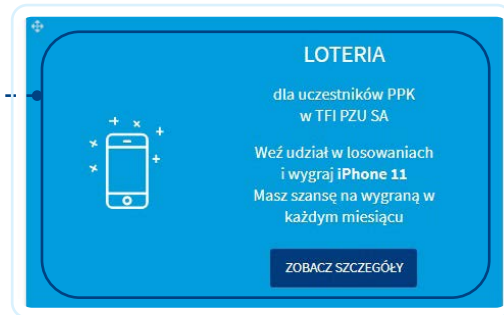 LOTERIA
dla uczestników PPK
w TFI PZU SA
Weź udział w losowaniach
i wygraj iPhone 11
Masz szansę na wygraną w
każdym miesiącu
ZOBACZ SZCZEGÓŁY